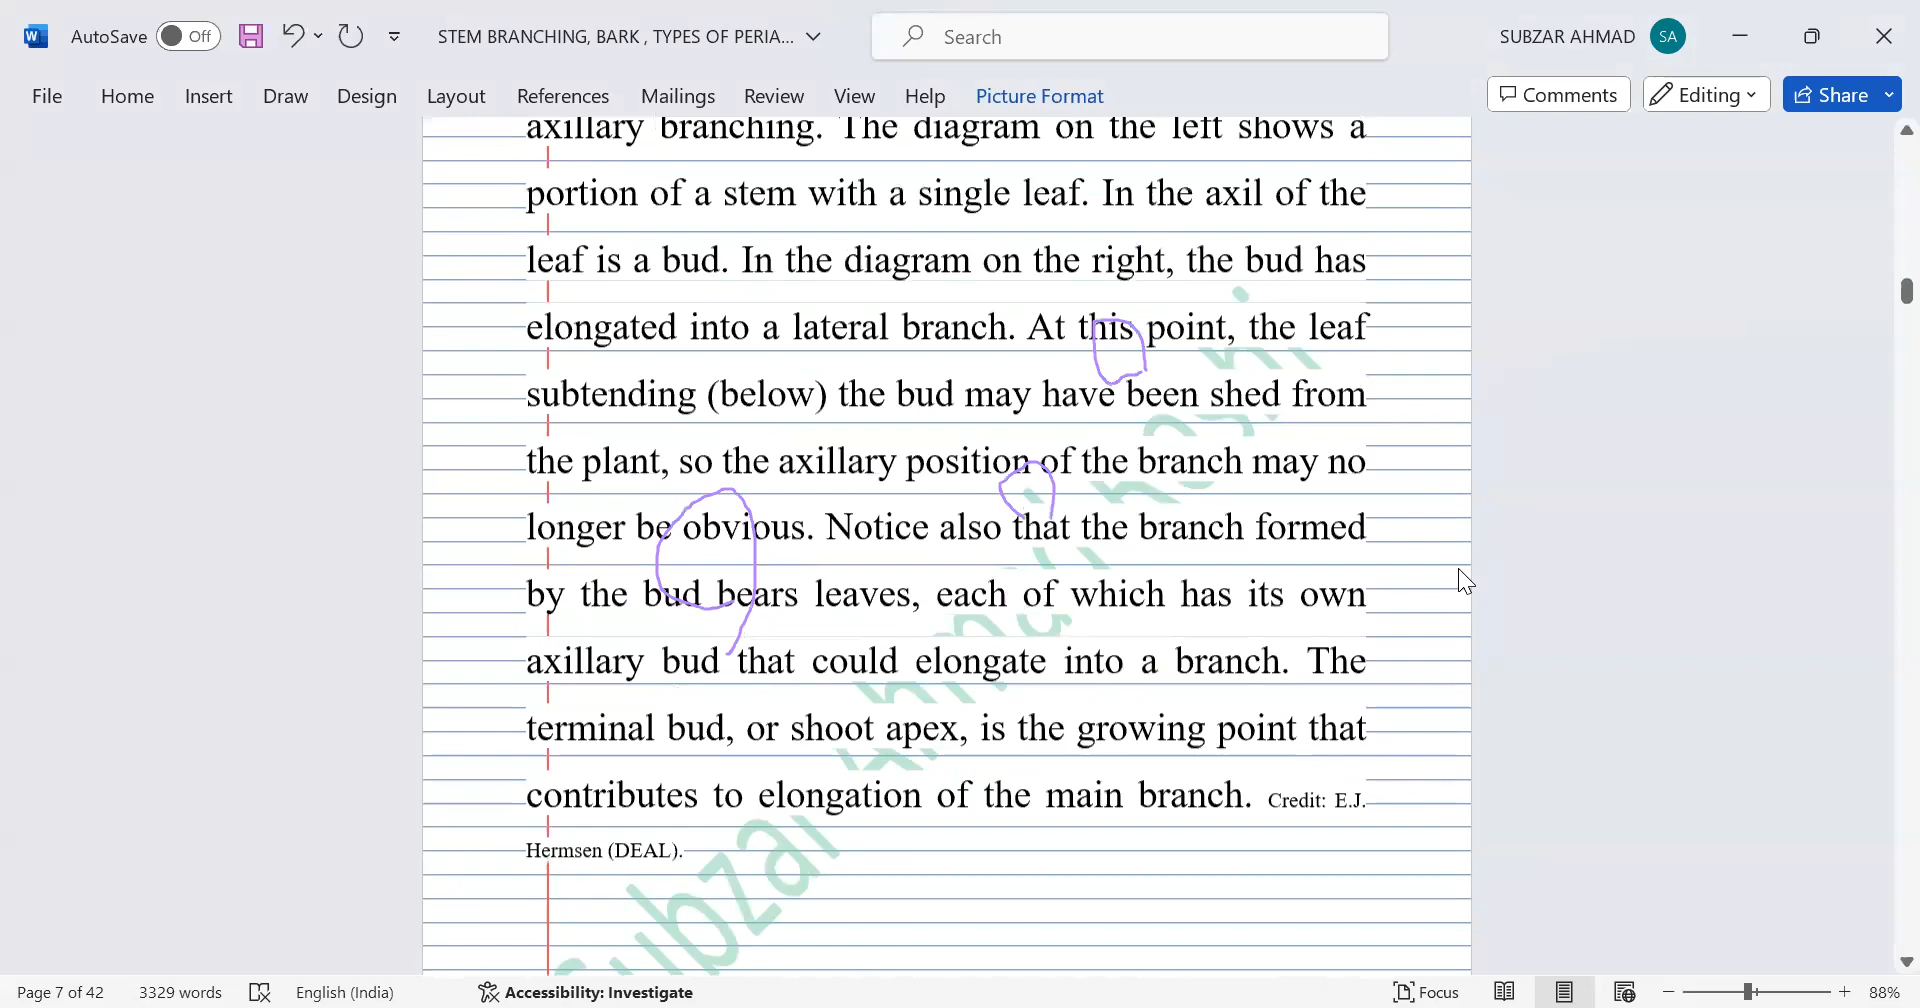 AutoSave Off STEM BRANCHING, BARK , TYPES OF PERIA... Search SUBZAR AHMAD SA
File Home Insert Draw Design Layout References Mailings Review View Help Picture Format Comments Editing Share
axillary branching. The diagram on the left shows a
portion of a stem with a single leaf. In the axil of the
leaf is a bud. In the diagram on the right, the bud has
elongated into a lateral branch. At this point, the leaf
subtending (below) the bud may have been shed from
the plant, so the axillary position of the branch may no
longer be obvious. Notice also that the branch formed
by the bud bears leaves, each of which has its own
axillary bud that could elongate into a branch. The
terminal bud, or shoot apex, is the growing point that
contributes to elongation of the main branch. Credit: E.J.
Hermsen (DEAL).
Page 7 of 42 3329 words English (India) Accessibility: Investigate Focus 88%